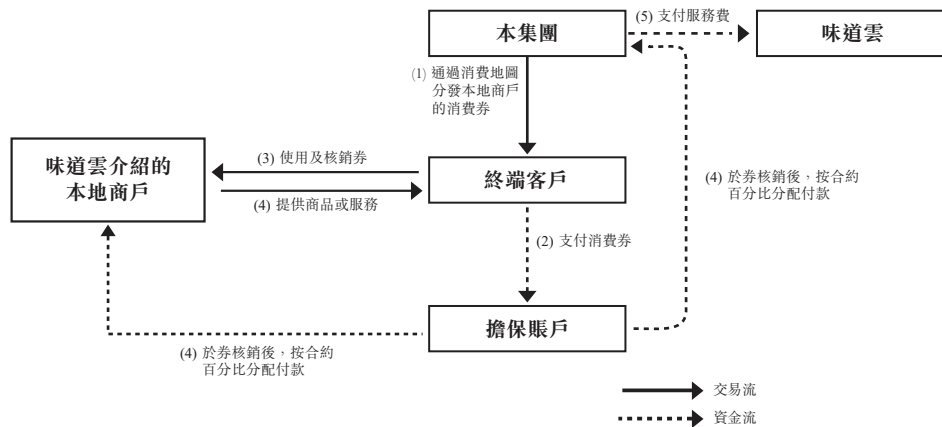 本集團
(5) 支付服務費
味道雲
(1) 通過消費地圖
分發本地商戶
的消費券
味道雲介紹的
本地商戶
(3) 使用及核銷券
(4) 提供商品或服務
終端客戶
(4) 於券核銷後,按合約
百分比分配付款
(2) 支付消費券
擔保賬戶
(4) 於券核銷後,按合約
百分比分配付款
交易流
資金流